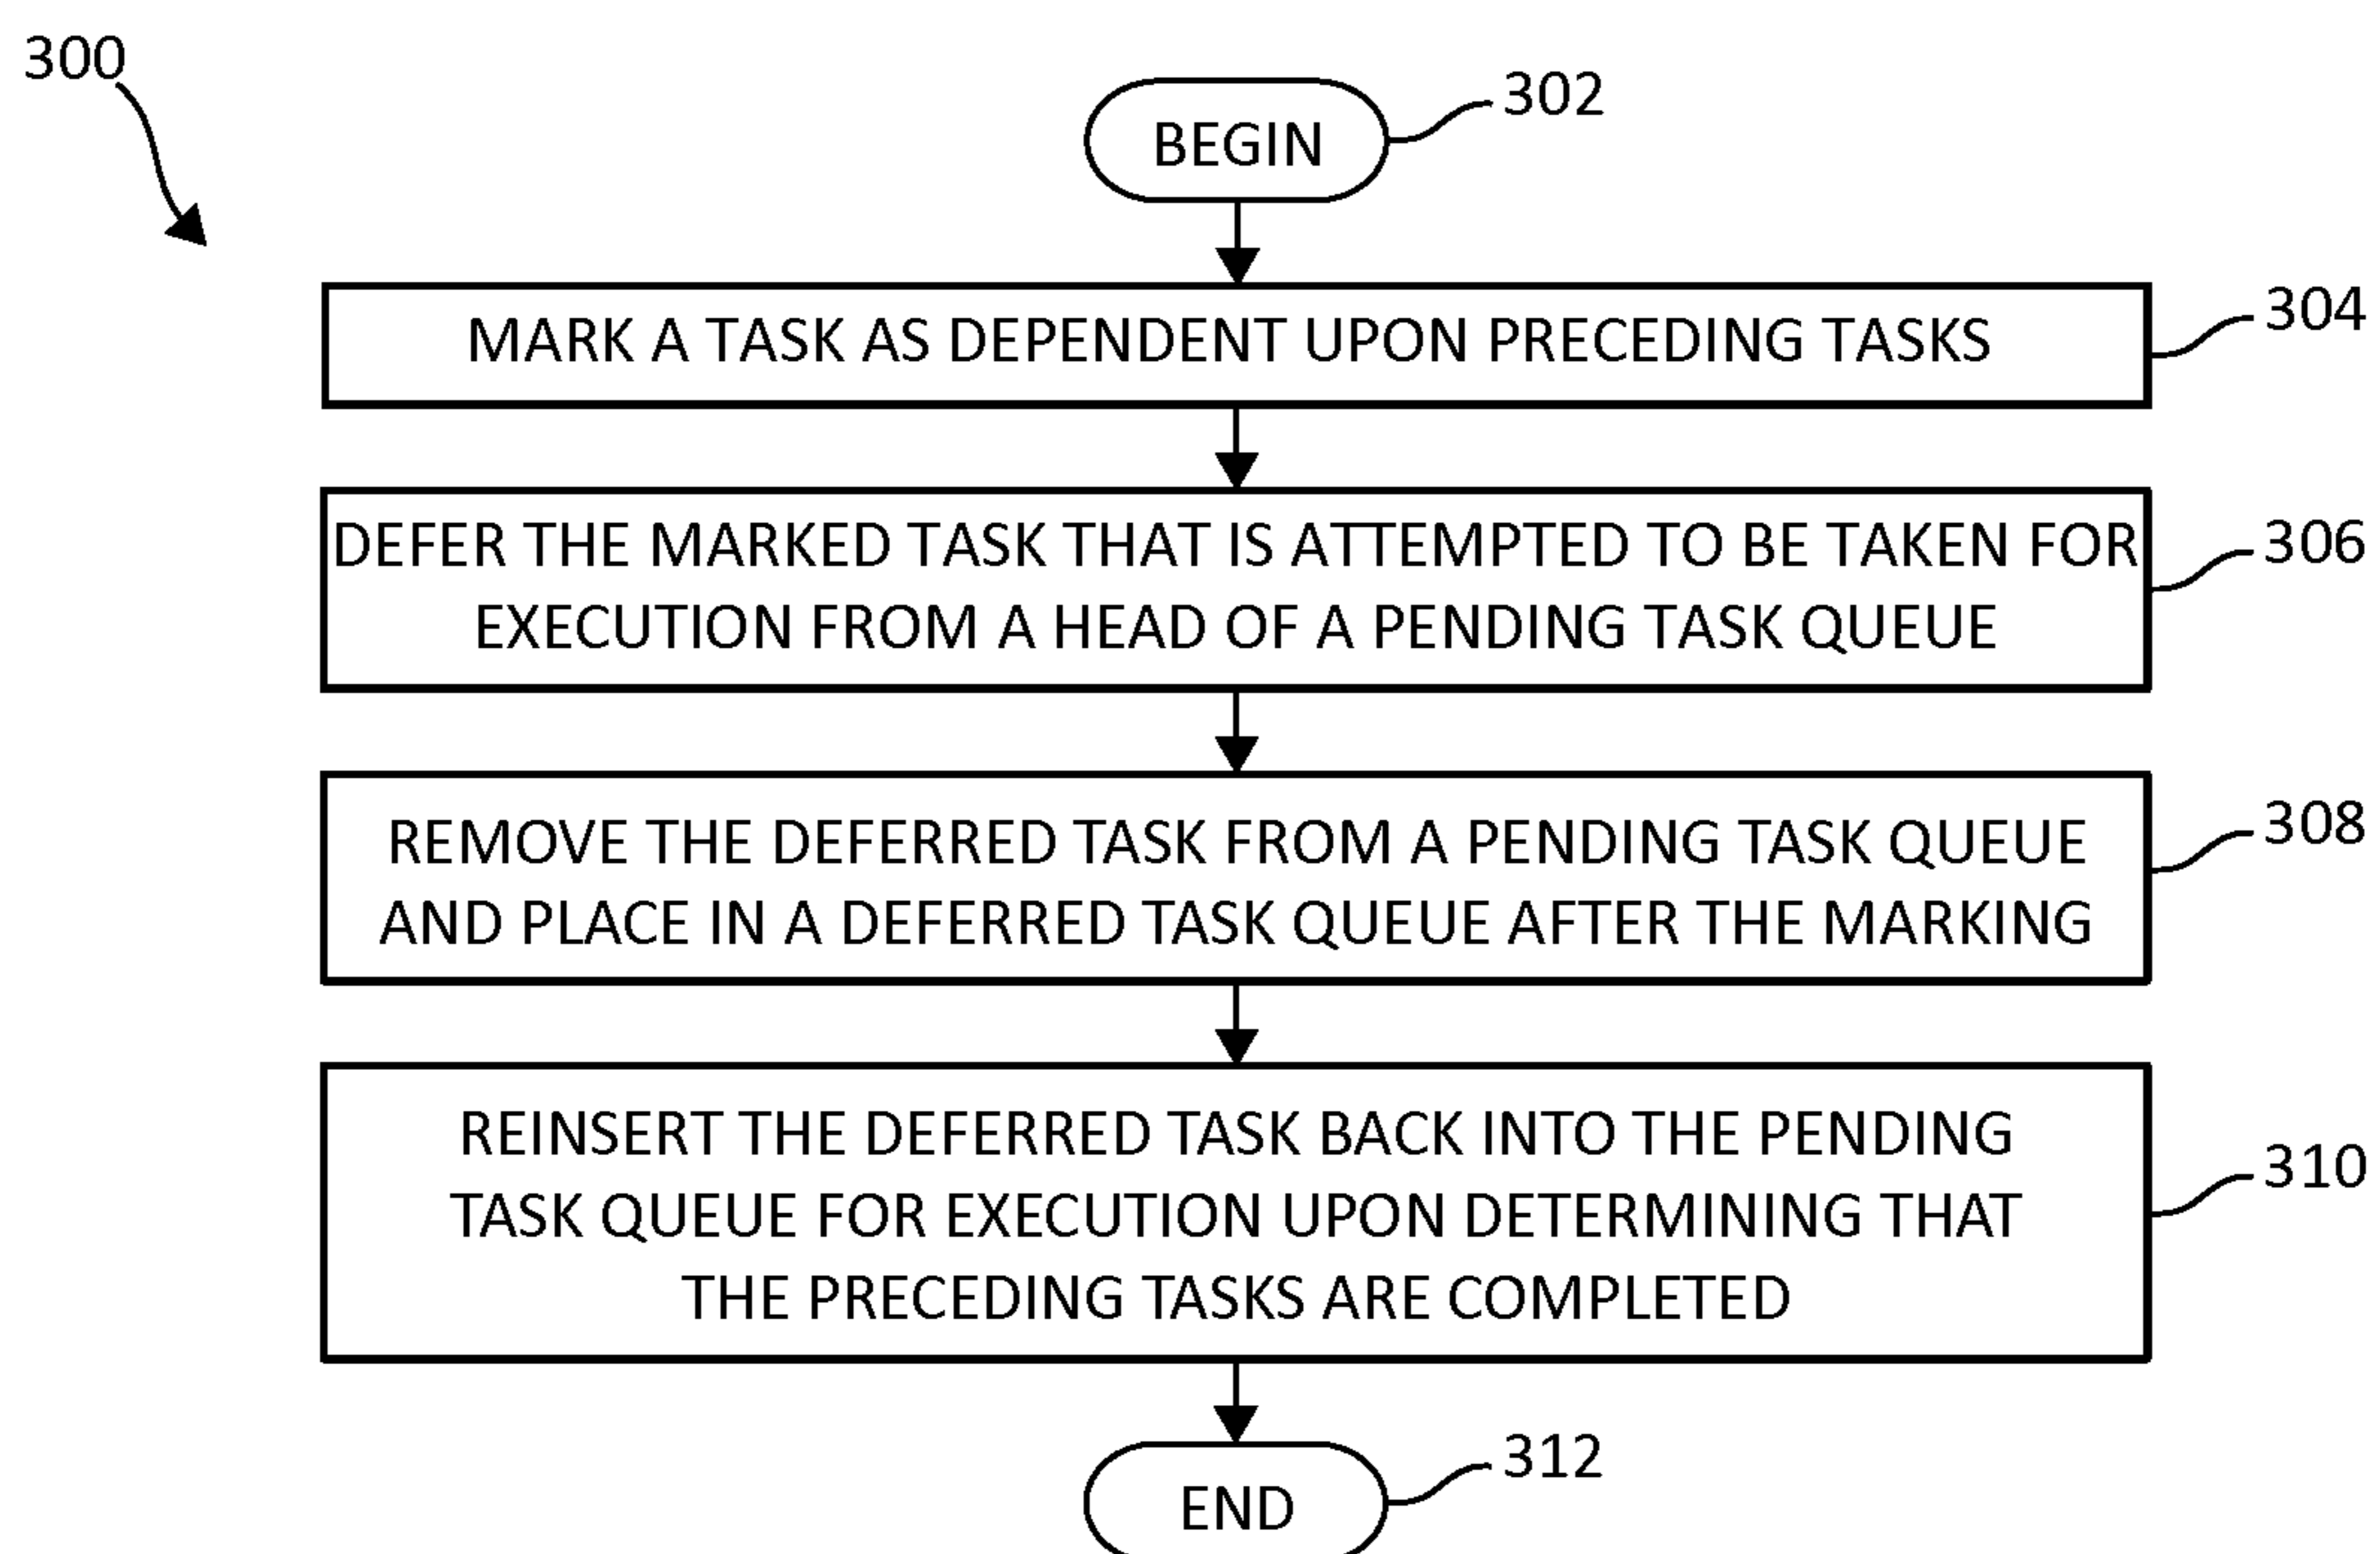 300
302
BEGIN
304
MARK A TASK AS DEPENDENT UPON PRECEDING TASKS
306
DEFER THE MARKED TASK THAT IS ATTEMPTED TO BE TAKEN FOR
EXECUTION FROM A HEAD OF A PENDING TASK QUEUE
308
REMOVE THE DEFERRED TASK FROM A PENDING TASK QUEUE
AND PLACE IN A DEFERRED TASK QUEUE AFTER THE MARKING
310
REINSERT THE DEFERRED TASK BACK INTO THE PENDING
TASK QUEUE FOR EXECUTION UPON DETERMINING THAT
THE PRECEDING TASKS ARE COMPLETED
312
END